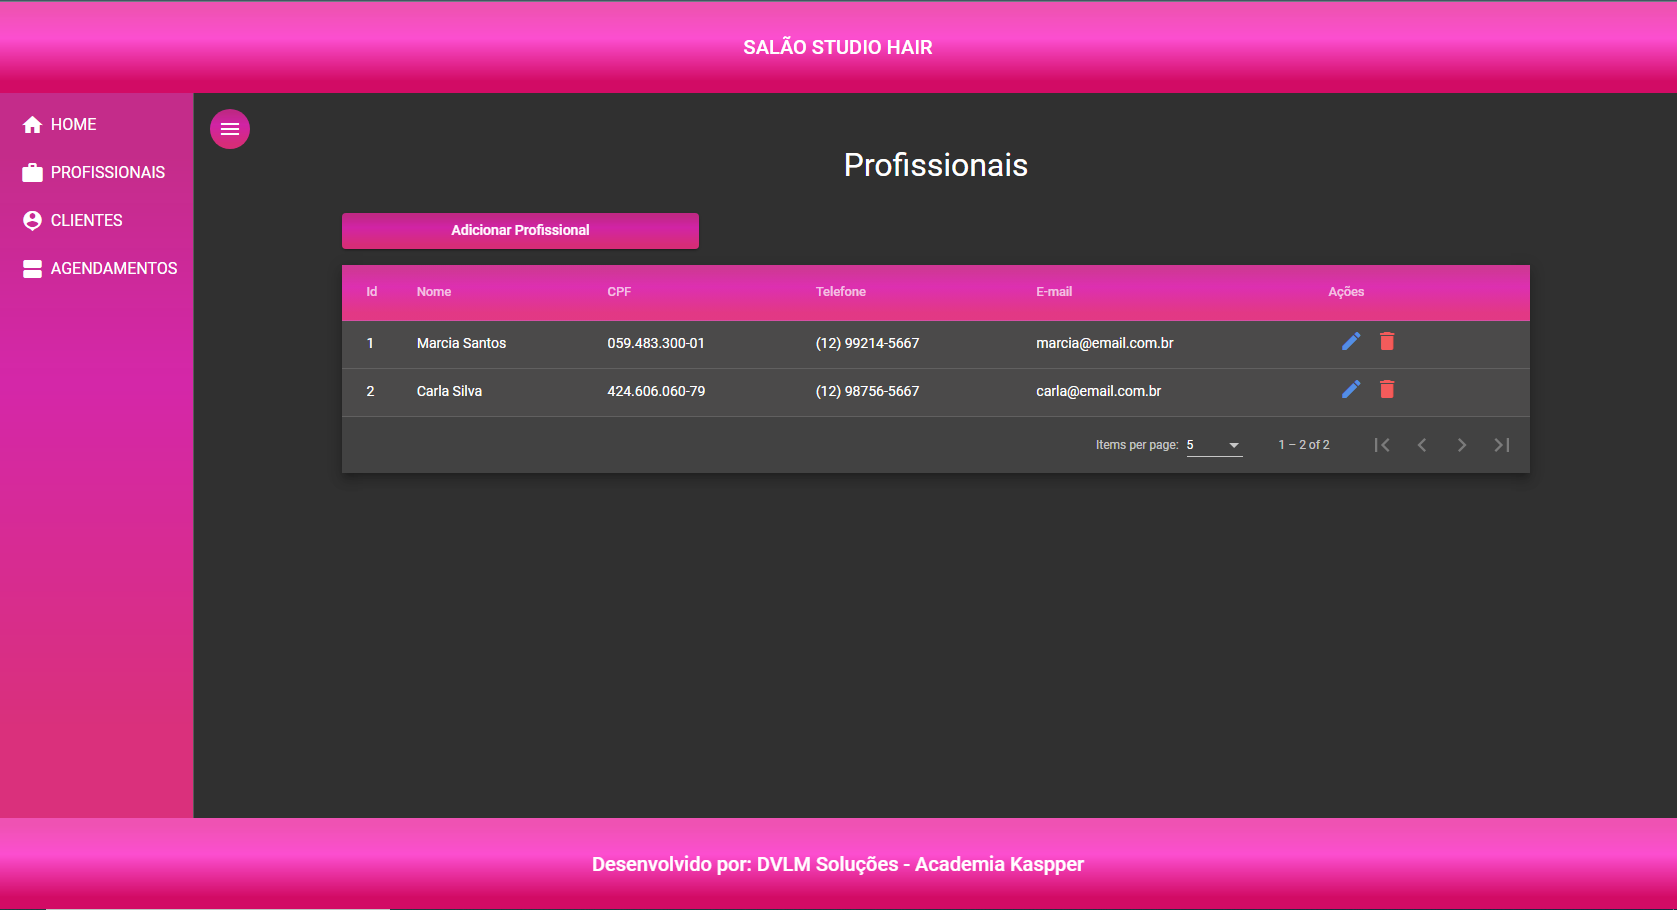 SALÃO STUDIO HAIR
HOME
PROFISSIONAIS
CLIENTES
AGENDAMENTOS
Profissionais
Adicionar Profissional
Id Nome CPF Telefone E-mail Ações
1 Marcia Santos 059.483.300-01 (12) 99214-5667 marcia@email.com.br
2 Carla Silva 424.606.060-79 (12) 98756-5667 carla@email.com.br
Items per page: 5 1 – 2 of 2
Desenvolvido por: DVLM Soluções - Academia Kaspper